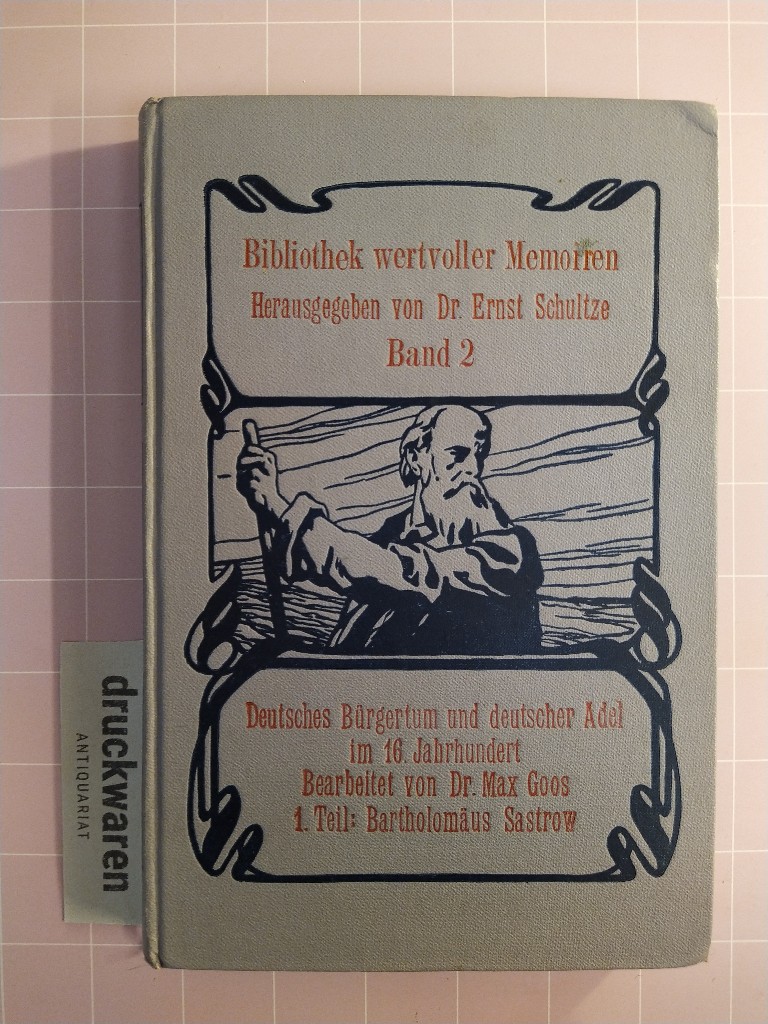 Bibliothek wertvoller Memoiren
Herausgegeben von Dr. Ernst Schultze
Band 2
Deutsches Bürgertum und deutscher Adel
im 16. Jahrhundert
Bearbeitet von Dr. Max Goos
1. Teil: Bartholomäus Sastrow
druckwaren
ANTIQUARIAT